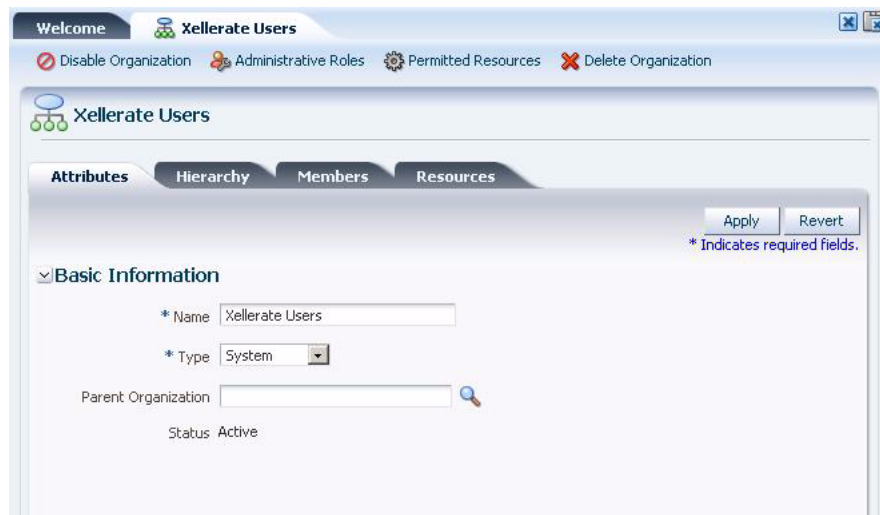 Welcome Xellerate Users
Disable Organization Administrative Roles Permitted Resources Delete Organization
Xellerate Users
Attributes Hierarchy Members Resources
Apply Revert
* Indicates required fields.
Basic Information
* Name Xellerate Users
* Type System
Parent Organization
Status Active